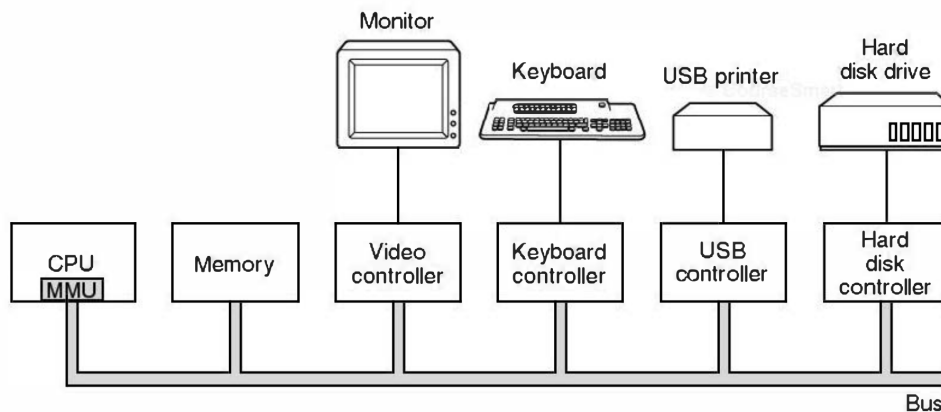 Monitor
Keyboard
USB printer
Hard
disk drive
CPU
MMU
Memory
Video
controller
Keyboard
controller
USB
controller
Hard
disk
controller
Bus